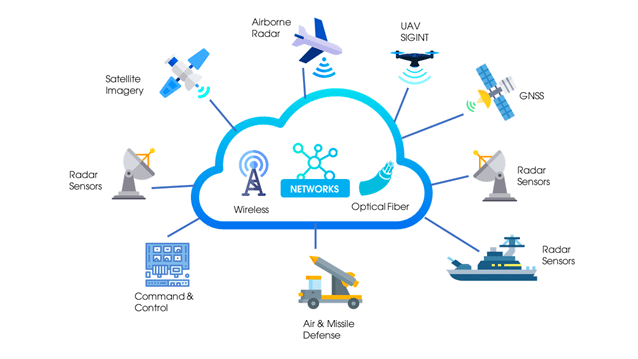 Airborne
Radar
UAV
SIGINT
Satellite
Imagery
GNSS
Radar
Sensors
Wireless
NETWORKS
Optical Fiber
Radar
Sensors
Command &
Control
Air & Missile
Defense
Radar
Sensors